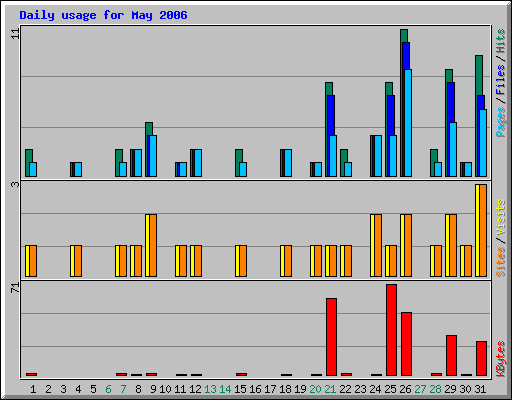 Daily usage for May 2006
11
Pages / Files / Hits
3
Sites / Visits
71
KBytes
1 2 3 4 5 6 7 8 9 10 11 12 13 14 15 16 17 18 19 20 21 22 23 24 25 26 27 28 29 30 31